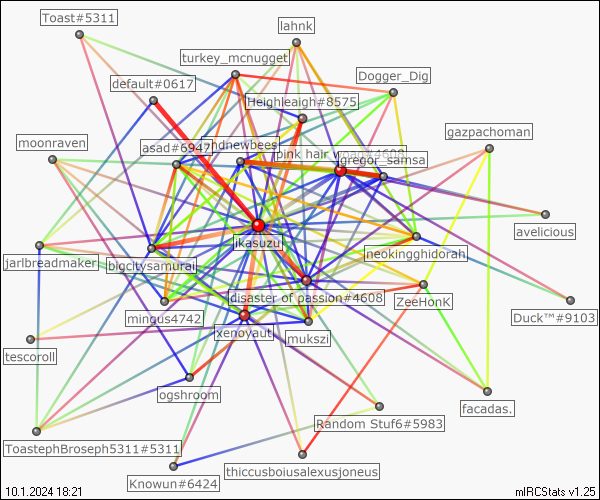 Toast#5311
lahnk
turkey_mcnugget
default#0617
Dogger_Dig
Heighleaigh#8575
moonraven
asad#6947
ndnewbees
pink hair
gazpachoman
gregor_samsa
avelicious
ikasuzu
neokingghidorah
jarlbreadmaker
bigcitysamurai
disaster of passion#4608
ZeeHonk
mingus4742
Duck™#9103
xenoyaut
mukszi
tescoroll
ogshroom
facadas.
Random Stuf6#5983
ToastephBroseph5311#5311
thiccusboiusalexusjoneus
Knowun#6424
10.1.2024 18:21
mIRCStats v1.25